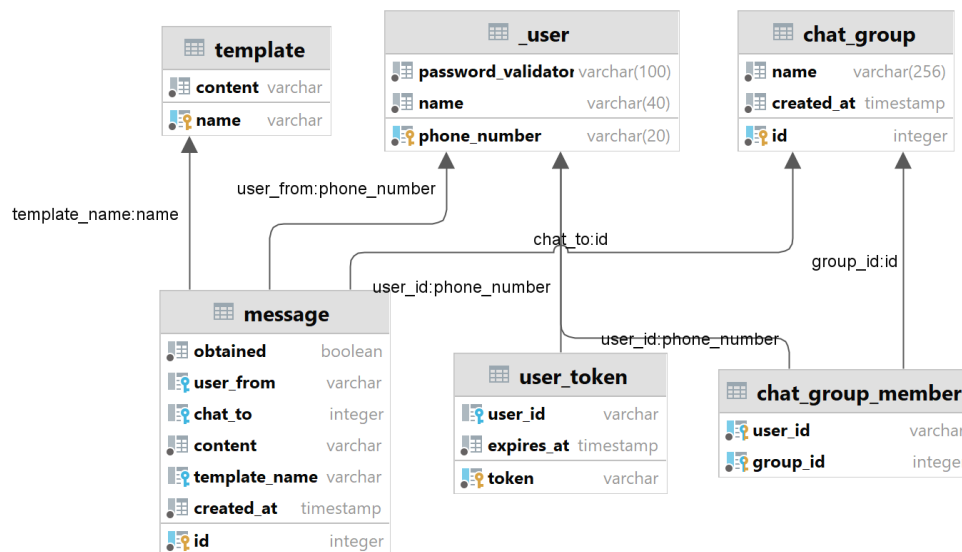 template
content varchar
name varchar
_user
password_validator varchar(100)
name varchar(40)
phone_number varchar(20)
chat_group
name varchar(256)
created_at timestamp
id integer
template_name:name
user_from:phone_number
chat_to:id
group_id:id
user_id:phone_number
user_id:phone_number
message
obtained boolean
user_from varchar
chat_to integer
content varchar
template_name varchar
created_at timestamp
id integer
user_token
user_id varchar
expires_at timestamp
token varchar
chat_group_member
user_id varchar
group_id integer